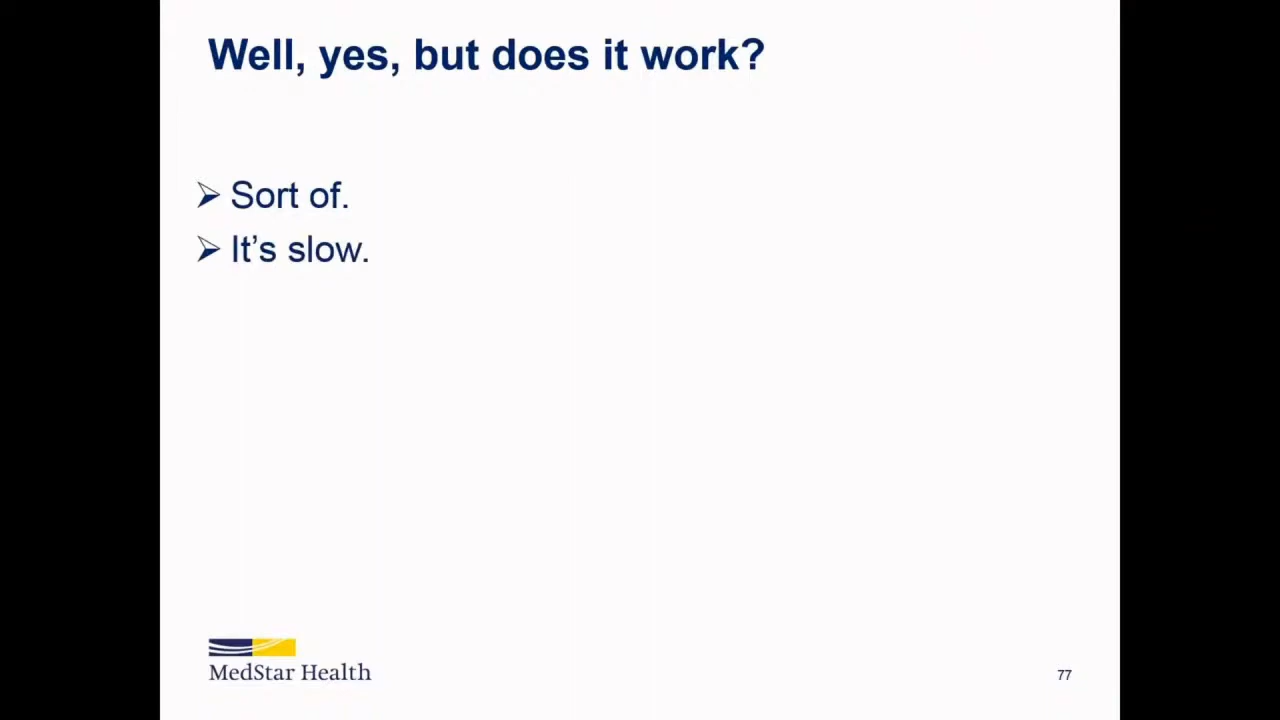 Well, yes, but does it work?
➢ Sort of.
➢ It’s slow.
MedStar Health
77